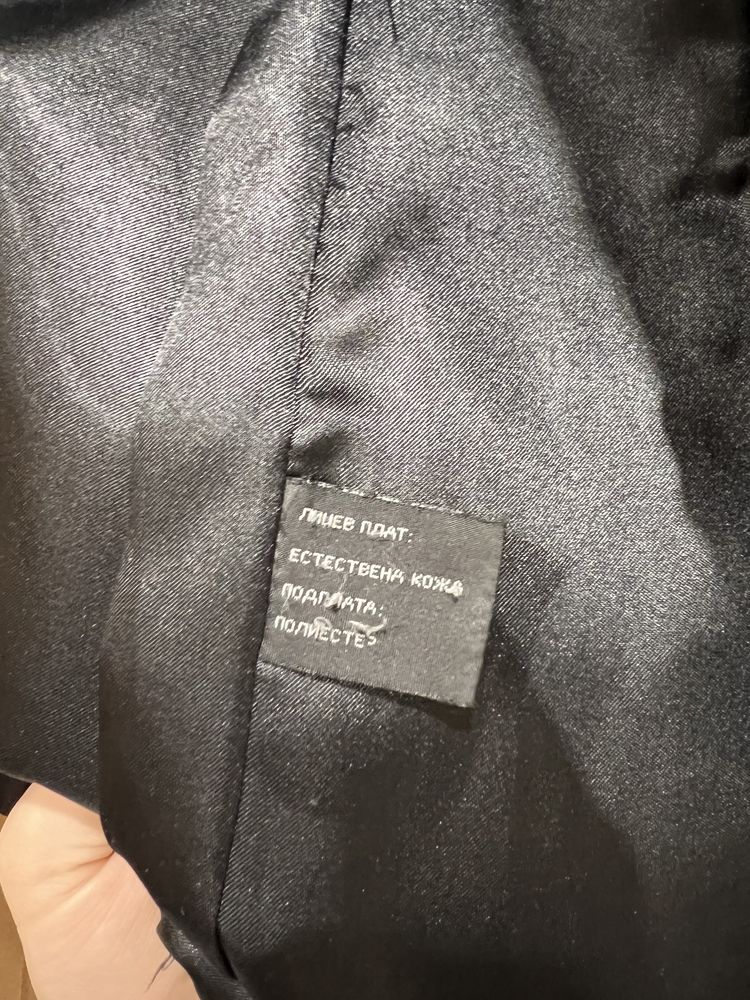 ЛИЦЕВ ПЛАТ:
ЕСТЕСТВЕНА КОЖА
ПОДПЛАТА:
ПОЛИЕСТЕР